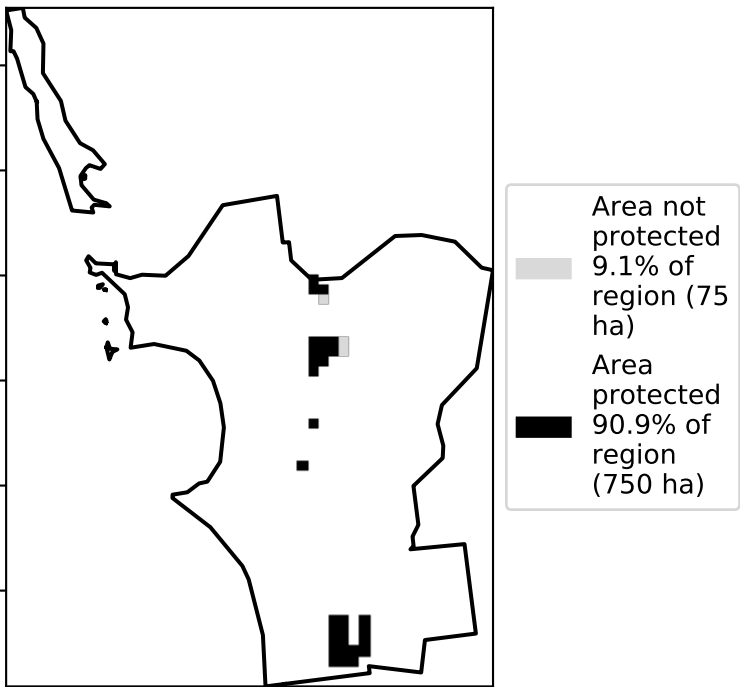 Area not
protected
9.1% of
region (75
ha)
Area
protected
90.9% of
region
(750 ha)